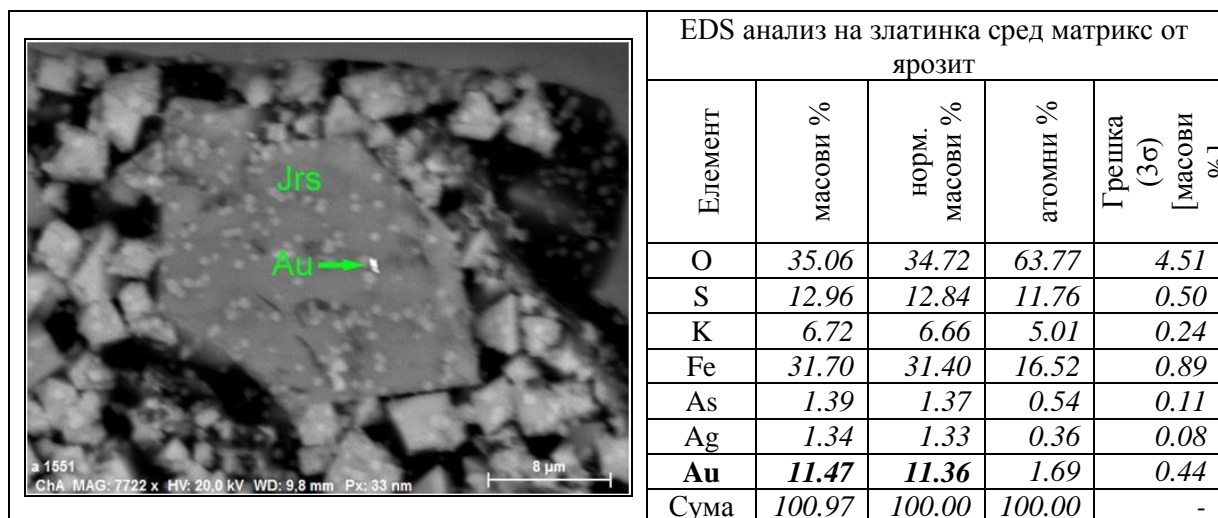 Jrs
Au
a 1551
8 µm
ChA MAG: 7722 x HV: 20,0 kV WD: 9,8 mm Px: 33 nm
EDS анализ на златинка сред матрикс от
ярозит
Елемент
масови %
норм.
масови %
атомни %
Грешка
(3σ)
[масови
%]
O 35.06 34.72 63.77 4.51
S 12.96 12.84 11.76 0.50
K 6.72 6.66 5.01 0.24
Fe 31.70 31.40 16.52 0.89
As 1.39 1.37 0.54 0.11
Ag 1.34 1.33 0.36 0.08
Au 11.47 11.36 1.69 0.44
Сума 100.97 100.00 100.00 -